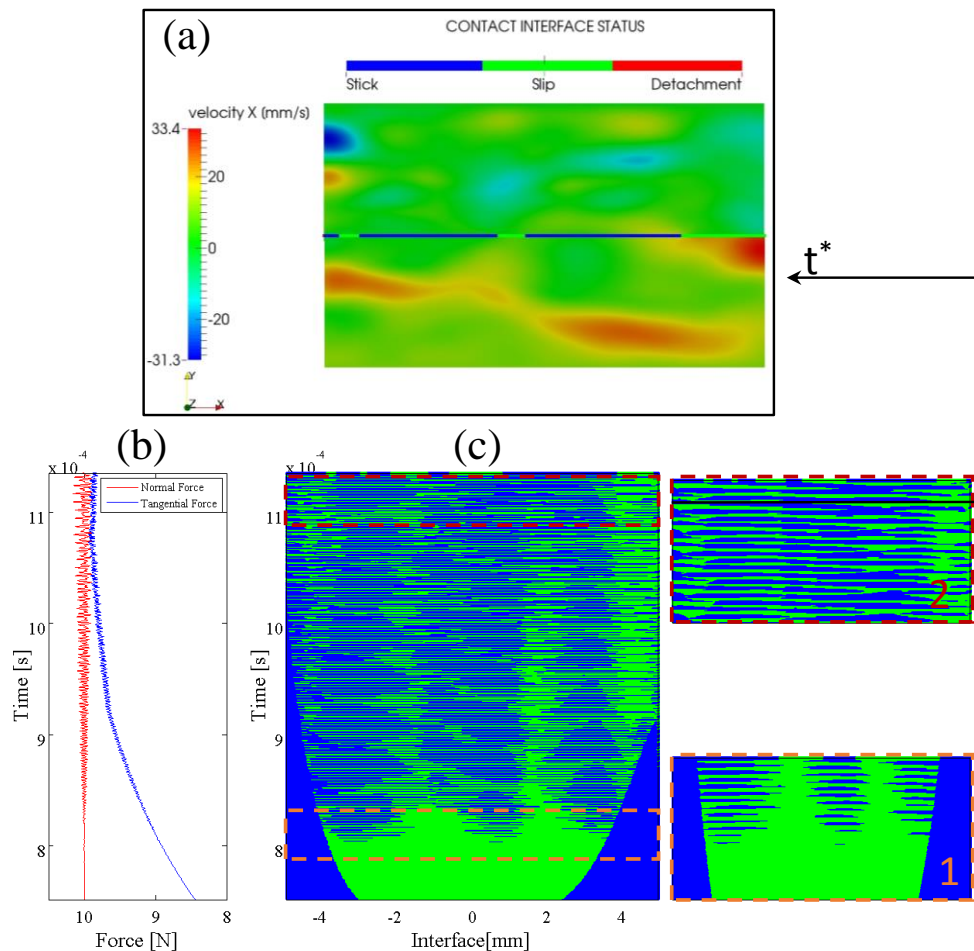 (a)
CONTACT INTERFACE STATUS
Stick Slip Detachment
velocity X (mm/s)
33.4
20
0
-20
-31.3
Y
Z X
t*
(b) (c)
x 10 -4
Normal Force
Tangential Force
11
10
9
8
Time [s]
10 9 8
Force [N]
x 10 -4
11
10
9
8
Time [s]
-4 -2 0 2 4
Interface[mm]
2
1